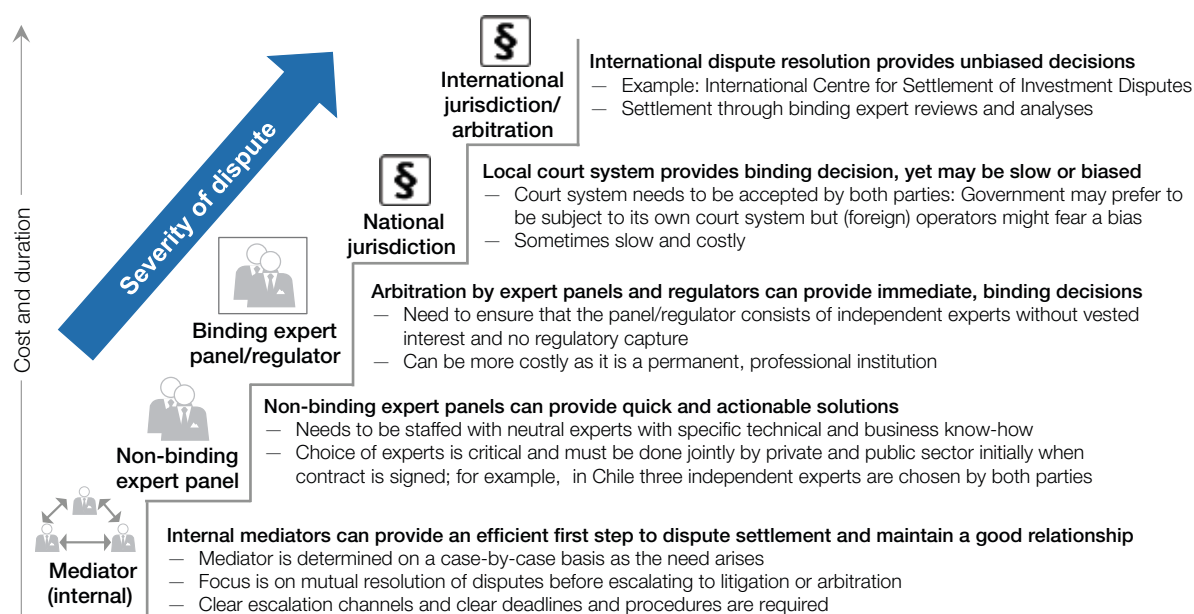 §
International
jurisdiction/
arbitration
International dispute resolution provides unbiased decisions
— Example: International Centre for Settlement of Investment Disputes
— Settlement through binding expert reviews and analyses
§
National
jurisdiction
Local court system provides binding decision, yet may be slow or biased
— Court system needs to be accepted by both parties: Government may prefer to
be subject to its own court system but (foreign) operators might fear a bias
— Sometimes slow and costly
Severity of dispute
Cost and duration
Binding expert
panel/regulator
Arbitration by expert panels and regulators can provide immediate, binding decisions
— Need to ensure that the panel/regulator consists of independent experts without vested
interest and no regulatory capture
— Can be more costly as it is a permanent, professional institution
Non-binding
expert panel
Non-binding expert panels can provide quick and actionable solutions
— Needs to be staffed with neutral experts with specific technical and business know-how
— Choice of experts is critical and must be done jointly by private and public sector initially when
contract is signed; for example, in Chile three independent experts are chosen by both parties
Mediator
(internal)
Internal mediators can provide an efficient first step to dispute settlement and maintain a good relationship
— Mediator is determined on a case-by-case basis as the need arises
— Focus is on mutual resolution of disputes before escalating to litigation or arbitration
— Clear escalation channels and clear deadlines and procedures are required